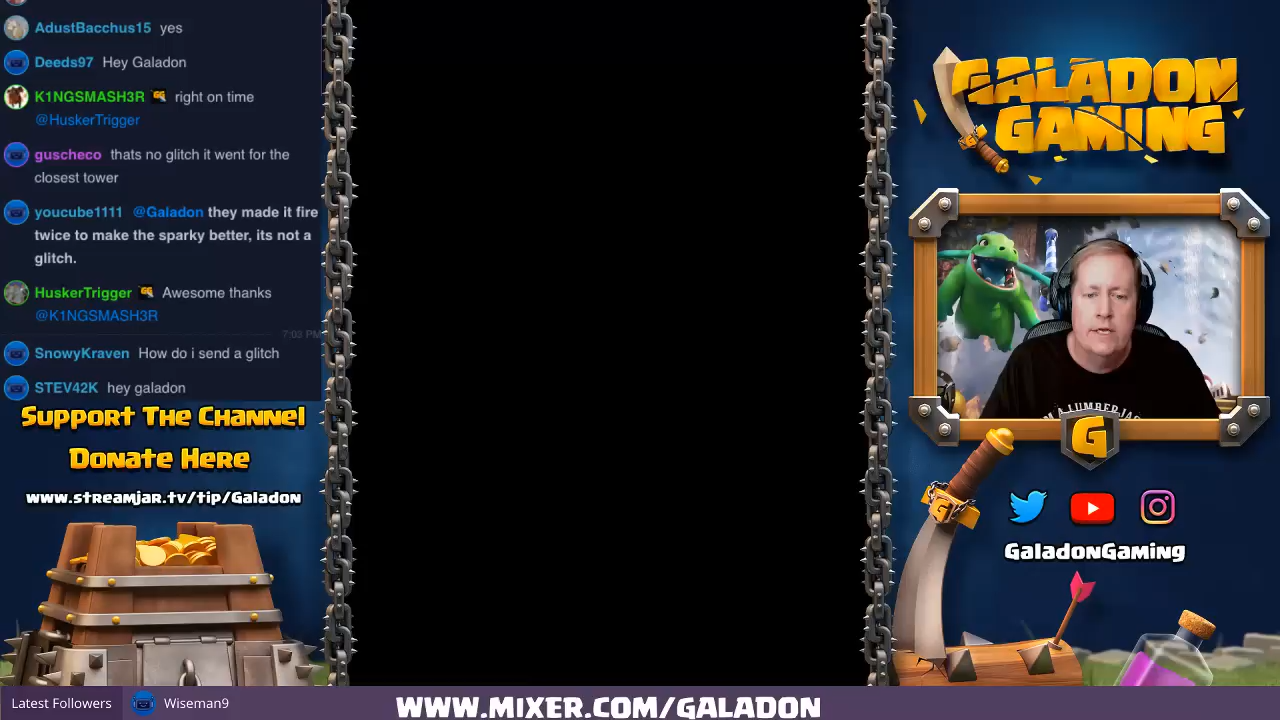 AdustBacchus15 yes
Deeds97 Hey Galadon
K1NGSMASH3R right on time
@HuskerTrigger
guscheco thats no glitch it went for the
closest tower
youcube1111 @Galadon they made it fire
twice to make the sparky better, its not a
glitch.
HuskerTrigger Awesome thanks
@K1NGSMASH3R
7:03 PM
SnowyKraven How do i send a glitch
STEV42K hey galadon
Support The Channel
Donate Here
www.streamjar.tv/tip/Galadon
Latest Followers Wiseman9
WWW.MIXER.COM/GALADON
GALADON
GAMING
G
GaladonGaming
G